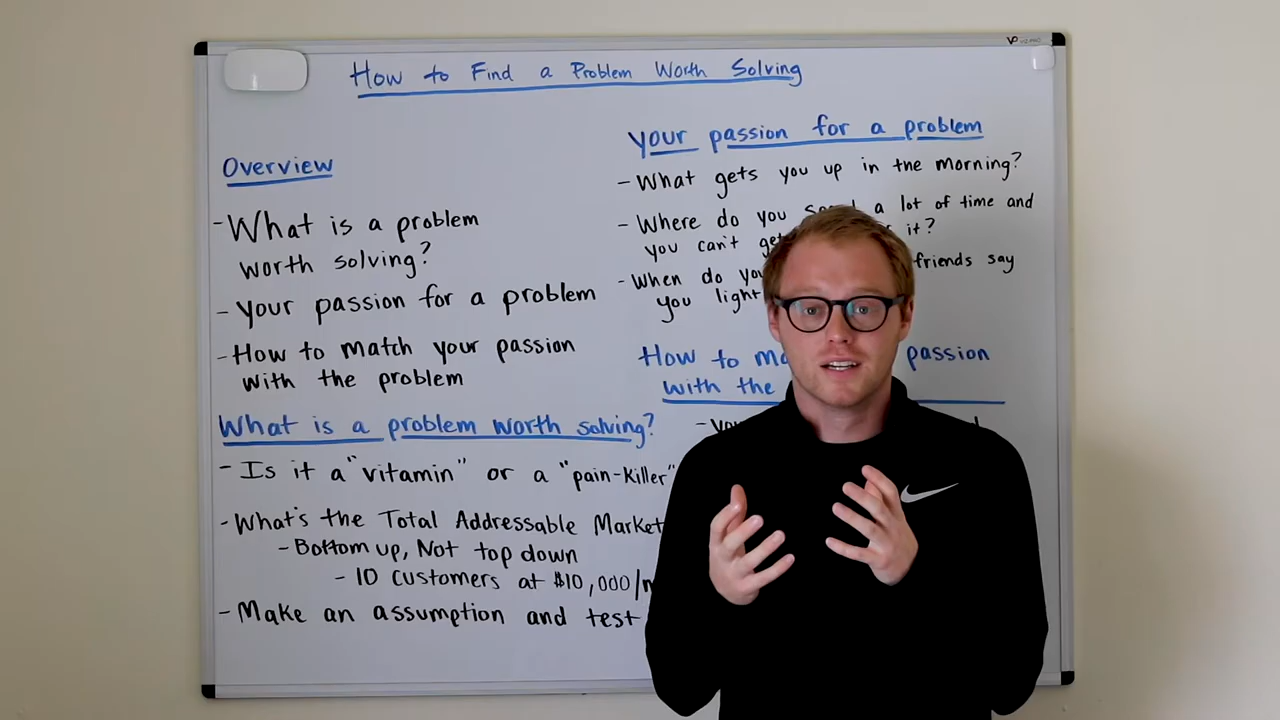 How to Find a Problem Worth Solving
Overview
- What is a problem
worth solving?
- Your passion for a problem
- How to match your passion
with the problem
What is a problem worth solving?
- Is it a "vitamin" or a "pain-killer"
- What's the Total Addressable Market
- Bottom up, Not top down
- 10 customers at $10,000/
- Make an assumption and test
your passion for a problem
- What gets you up in the morning?
- Where do you a lot of time and
you can't it?
- When do friends say
you light
How to passion
with the